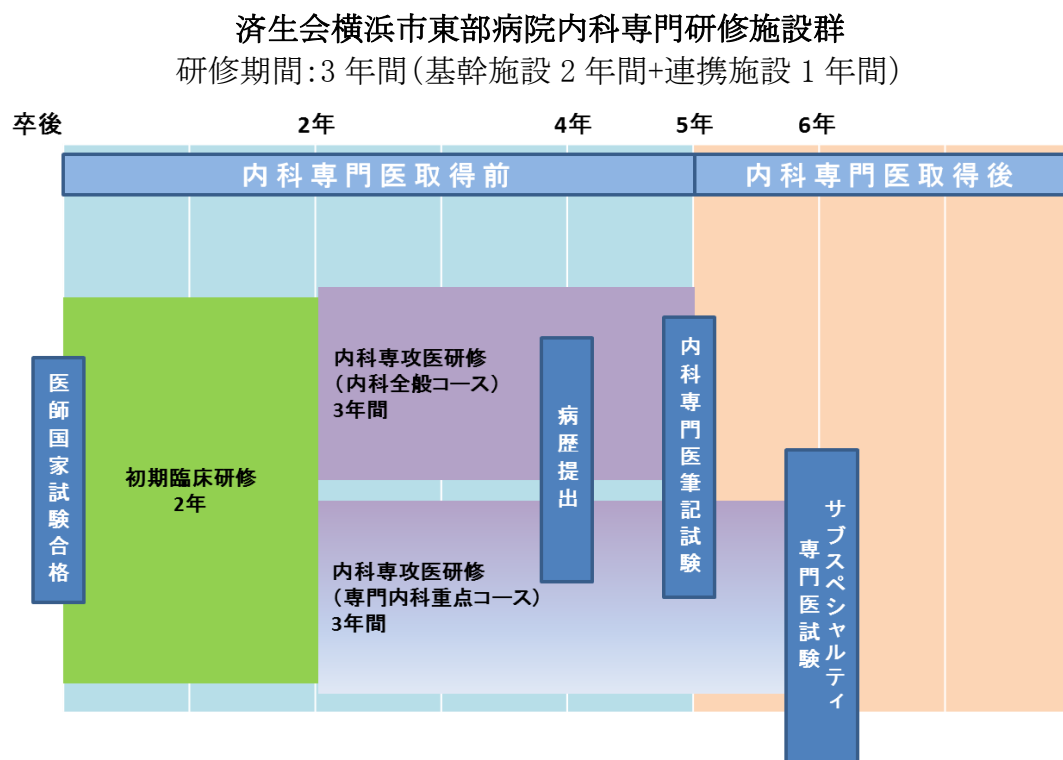 済生会横浜市東部病院内科専門研修施設群
研修期間:3 年間(基幹施設 2 年間+連携施設 1 年間)
卒後 2年 4年 5年 6年
内科専門医取得前 内科専門医取得後
医師国家試験合格
初期臨床研修
2年
内科専攻医研修
（内科全般コース）
3年間
内科専攻医研修
（専門内科重点コース）
3年間
病歴提出
内科専門医筆記試験
サブスペシャルティ
専門医試験